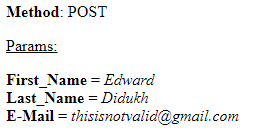 Method: POST
Params:
First_Name = Edward
Last_Name = Didukh
E-Mail = thisisnotvalid@gmail.com